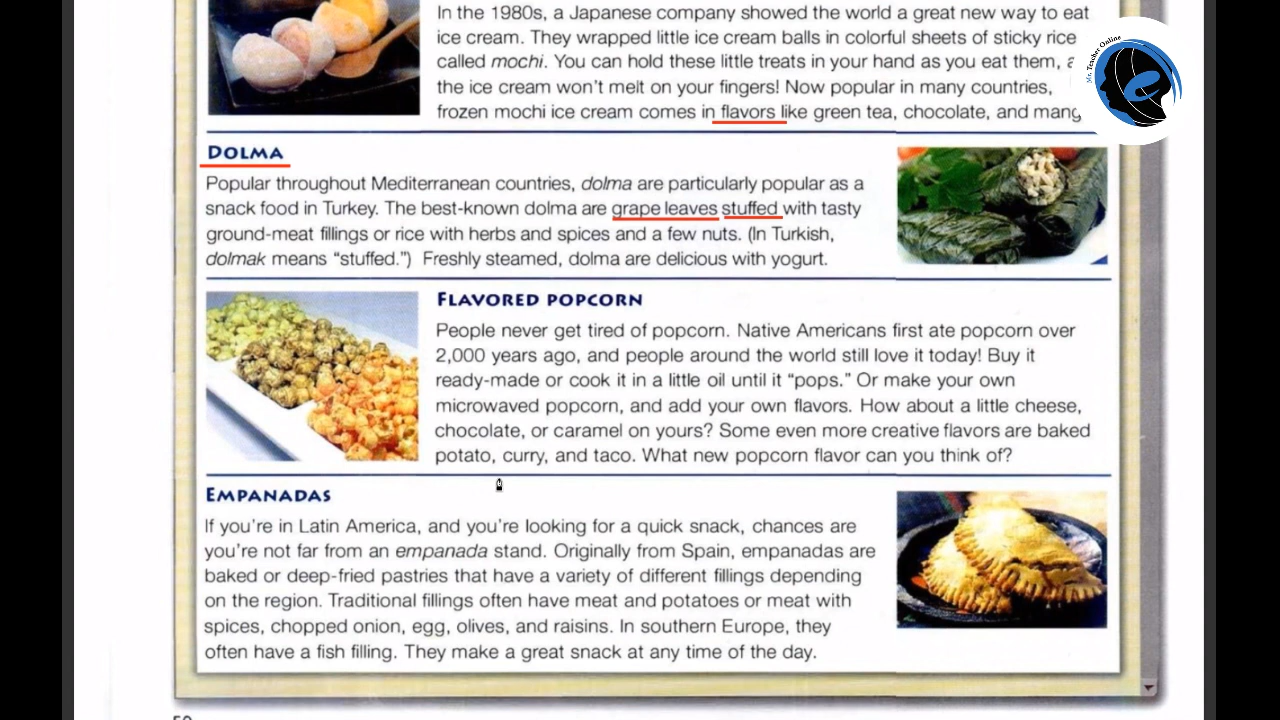 In the 1980s, a Japanese company showed the world a great new way to eat
ice cream. They wrapped little ice cream balls in colorful sheets of sticky rice
called mochi. You can hold these little treats in your hand as you eat them,
the ice cream won't melt on your fingers! Now popular in many countries,
frozen mochi ice cream comes in flavors like green tea, chocolate, and
Mr. Teacher Online
DOLMA
Popular throughout Mediterranean countries, dolma are particularly popular as a
snack food in Turkey. The best-known dolma are grape leaves stuffed with tasty
ground-meat fillings or rice with herbs and spices and a few nuts. (In Turkish,
dolmak means “stuffed.”) Freshly steamed, dolma are delicious with yogurt.
FLAVORED POPCORN
People never get tired of popcorn. Native Americans first ate popcorn over
2,000 years ago, and people around the world still love it today! Buy it
ready-made or cook it in a little oil until it “pops.” Or make your own
microwaved popcorn, and add your own flavors. How about a little cheese,
chocolate, or caramel on yours? Some even more creative flavors are baked
potato, curry, and taco. What new popcorn flavor can you think of?
EMPANADAS
If you're in Latin America, and you're looking for a quick snack, chances are
you're not far from an empanada stand. Originally from Spain, empanadas are
baked or deep-fried pastries that have a variety of different fillings depending
on the region. Traditional fillings often have meat and potatoes or meat with
spices, chopped onion, egg, olives, and raisins. In southern Europe, they
often have a fish filling. They make a great snack at any time of the day.